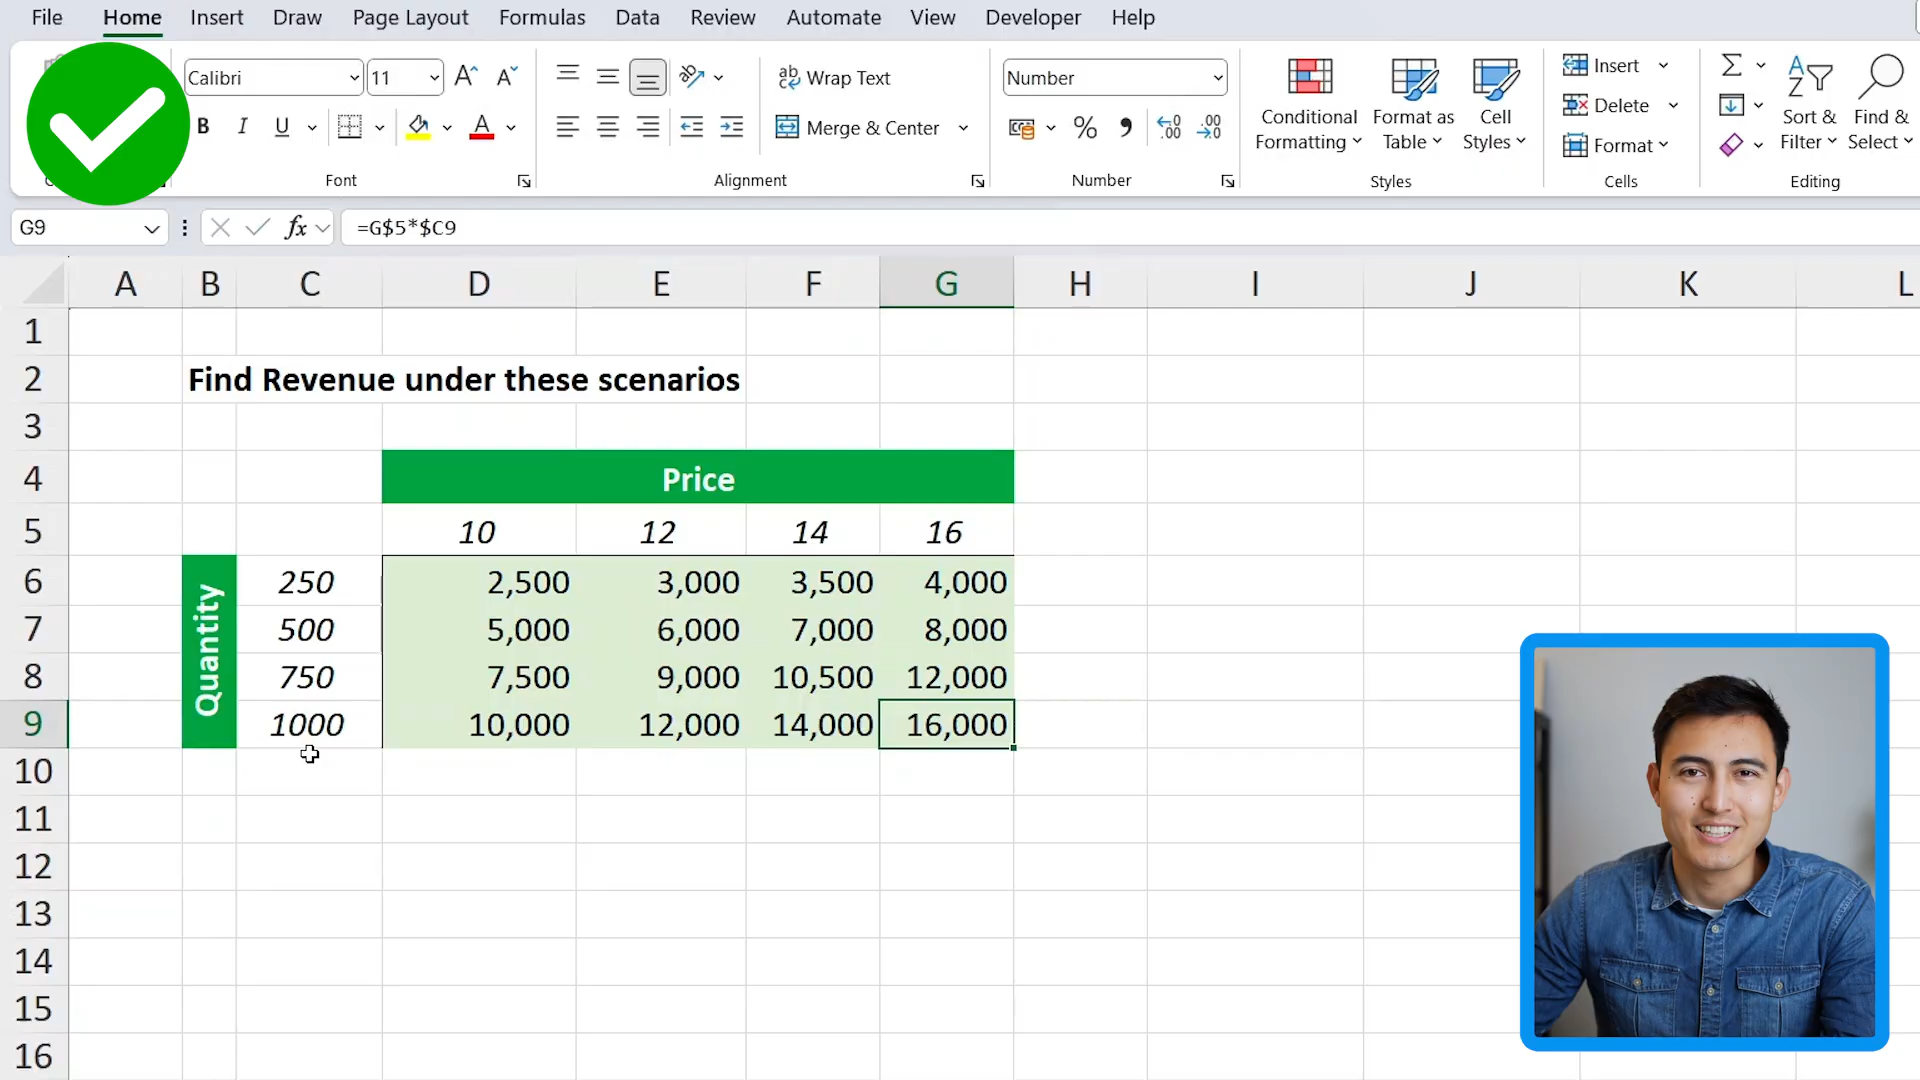 File Home Insert Draw Page Layout Formulas Data Review Automate View Developer Help
Calibri 11 A A Wrap Text Number Insert
B I U A Merge & Center % Conditional Formatting Format as Table Cell Styles Delete Format Sort & Filter Find & Select
Font Alignment Number Styles Cells Editing
G9 fx =G$5*$C9
A B C D E F G H I J K L
1
2 Find Revenue under these scenarios
3
4 Price
5 10 12 14 16
Quantity
6 250 2,500 3,000 3,500 4,000
7 500 5,000 6,000 7,000 8,000
8 750 7,500 9,000 10,500 12,000
9 1000 10,000 12,000 14,000 16,000
10
11
12
13
14
15
16